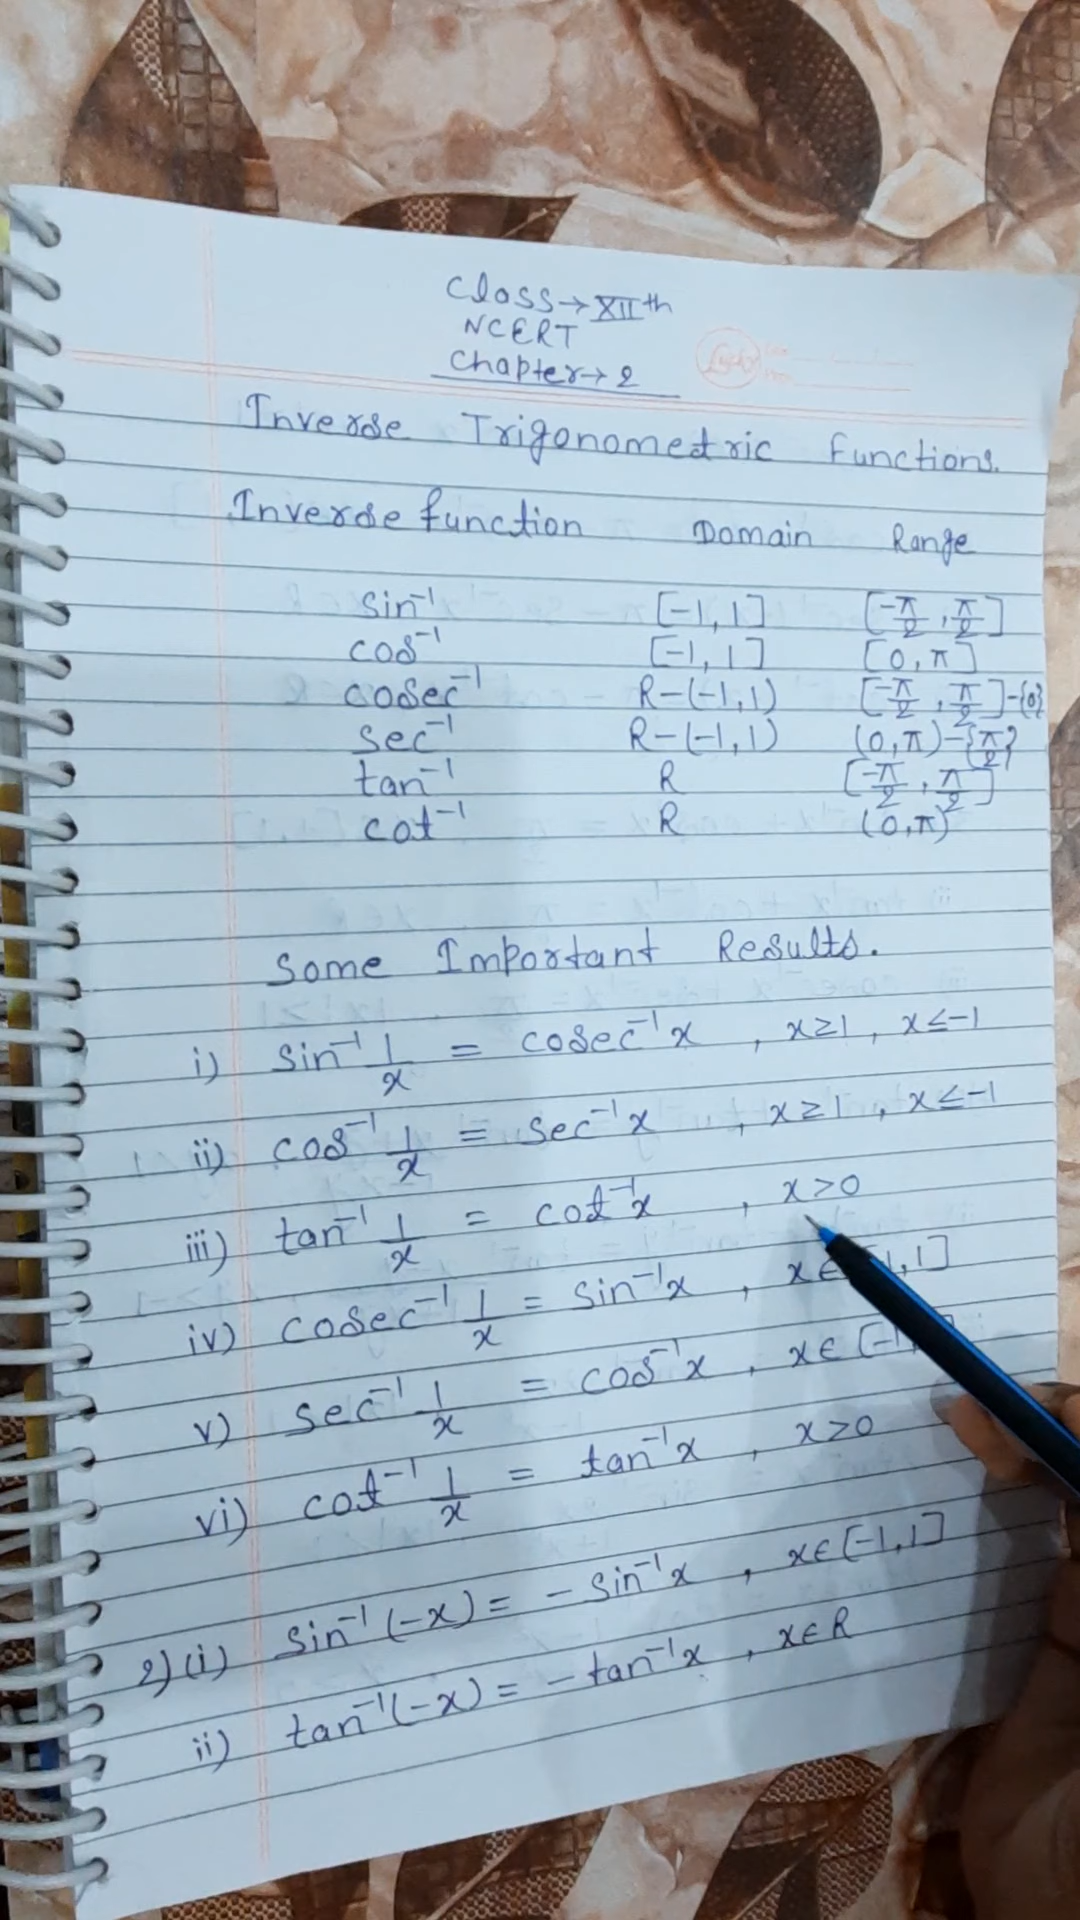 Class→XIIth
NCERT
Chapter→2
Inverse Trigonometric Functions.
Inverse function Domain Range
sin⁻¹ [-1,1] [-π/2, π/2]
cos⁻¹ [-1,1] [0,π]
cosec⁻¹ R-(-1,1) [-π/2, π/2]-{0}
sec⁻¹ R-(-1,1) (0,π)-{π/2}
tan⁻¹ R [-π/2, π/2]
cot⁻¹ R (0,π)
Some Important Results.
i) sin⁻¹ 1/x = cosec⁻¹x , x≥1, x≤-1
ii) cos⁻¹ 1/x = sec⁻¹x , x≥1, x≤-1
iii) tan⁻¹ 1/x = cot⁻¹x , x>0
iv) cosec⁻¹ 1/x = sin⁻¹x , x∈ 1,1]
v) sec⁻¹ 1/x = cos⁻¹x , x∈[-1
vi) cot⁻¹ 1/x = tan⁻¹x , x>0
2)(i) sin⁻¹(-x) = -sin⁻¹x , x∈[-1,1]
ii) tan⁻¹(-x) = -tan⁻¹x , x∈R